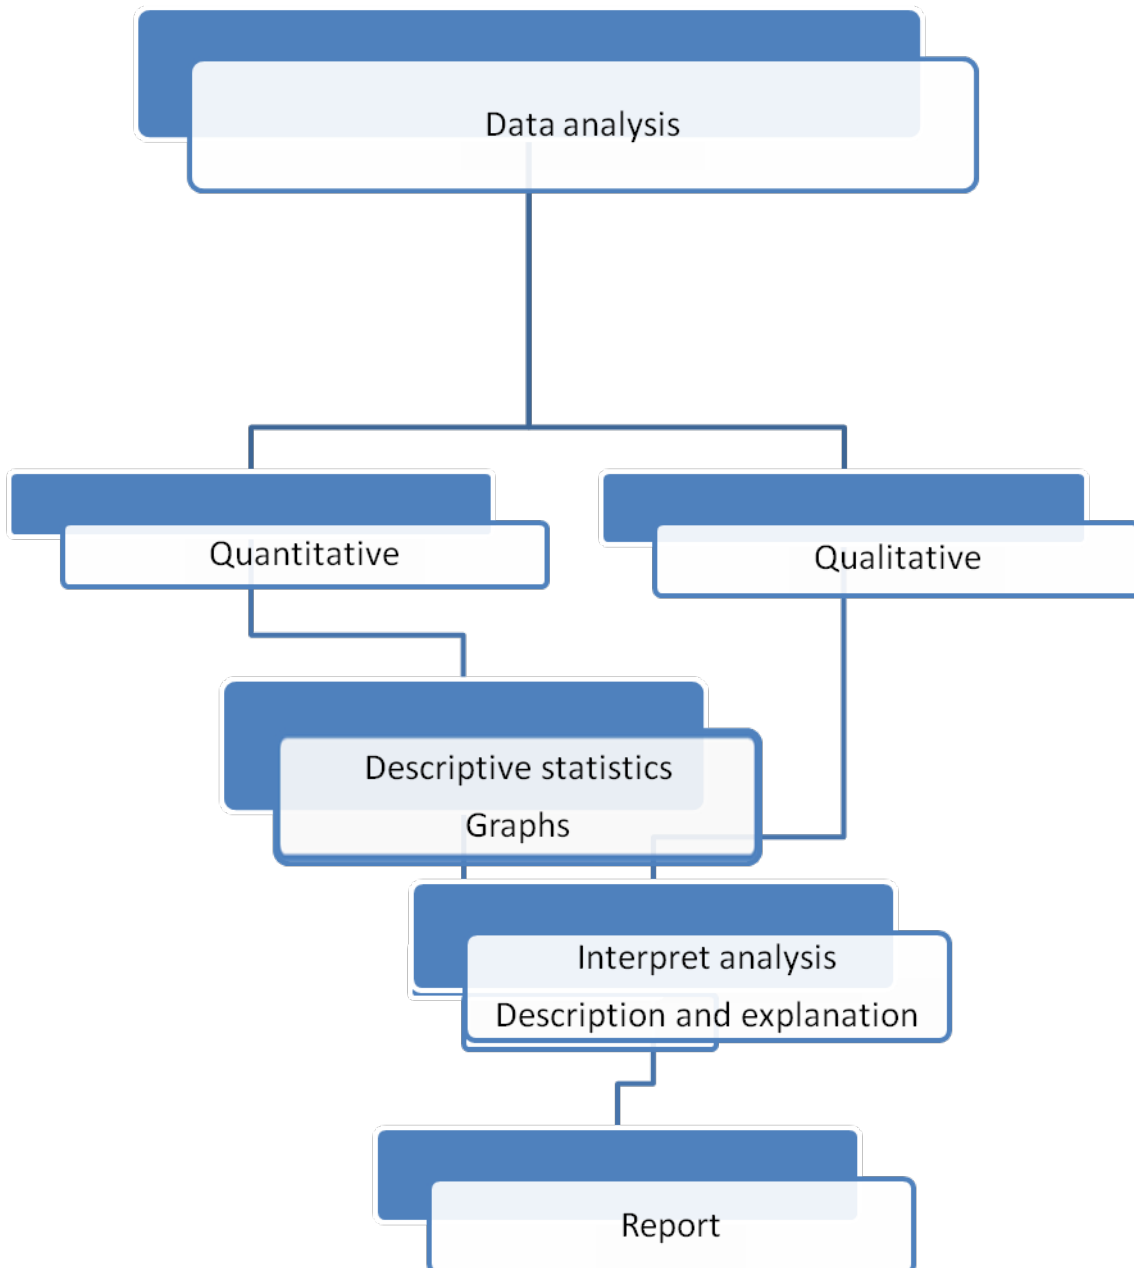 Data analysis
Quantitative
Qualitative
Descriptive statistics
Graphs
Interpret analysis
Description and explanation
Report